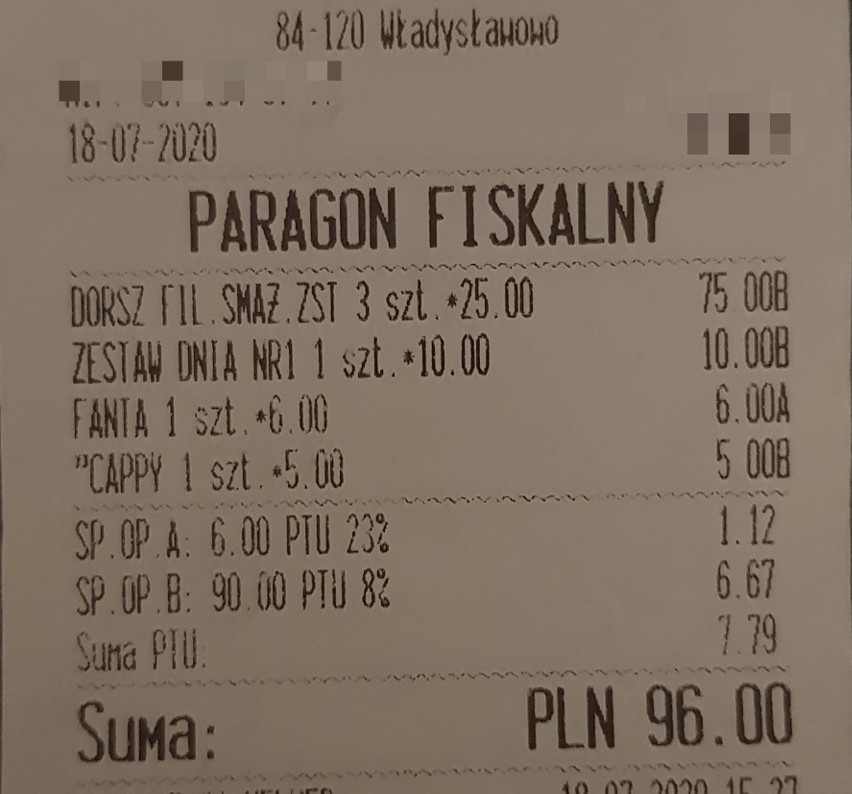 84-120 Władysławowo
18-07-2020
PARAGON FISKALNY
DORSZ FIL.SMAŻ.ZST 3 szt.*25.00 75.00B
ZESTAW DNIA NR1 1 szt.*10.00 10.00B
FANTA 1 szt.*6.00 6.00A
"CAPPY 1 szt.*5.00 5.00B
SP.OP.A: 6.00 PTU 23% 1.12
SP.OP.B: 90.00 PTU 8% 6.67
Suma PTU: 7.79
Suma: PLN 96.00
18-07-2020 15:27